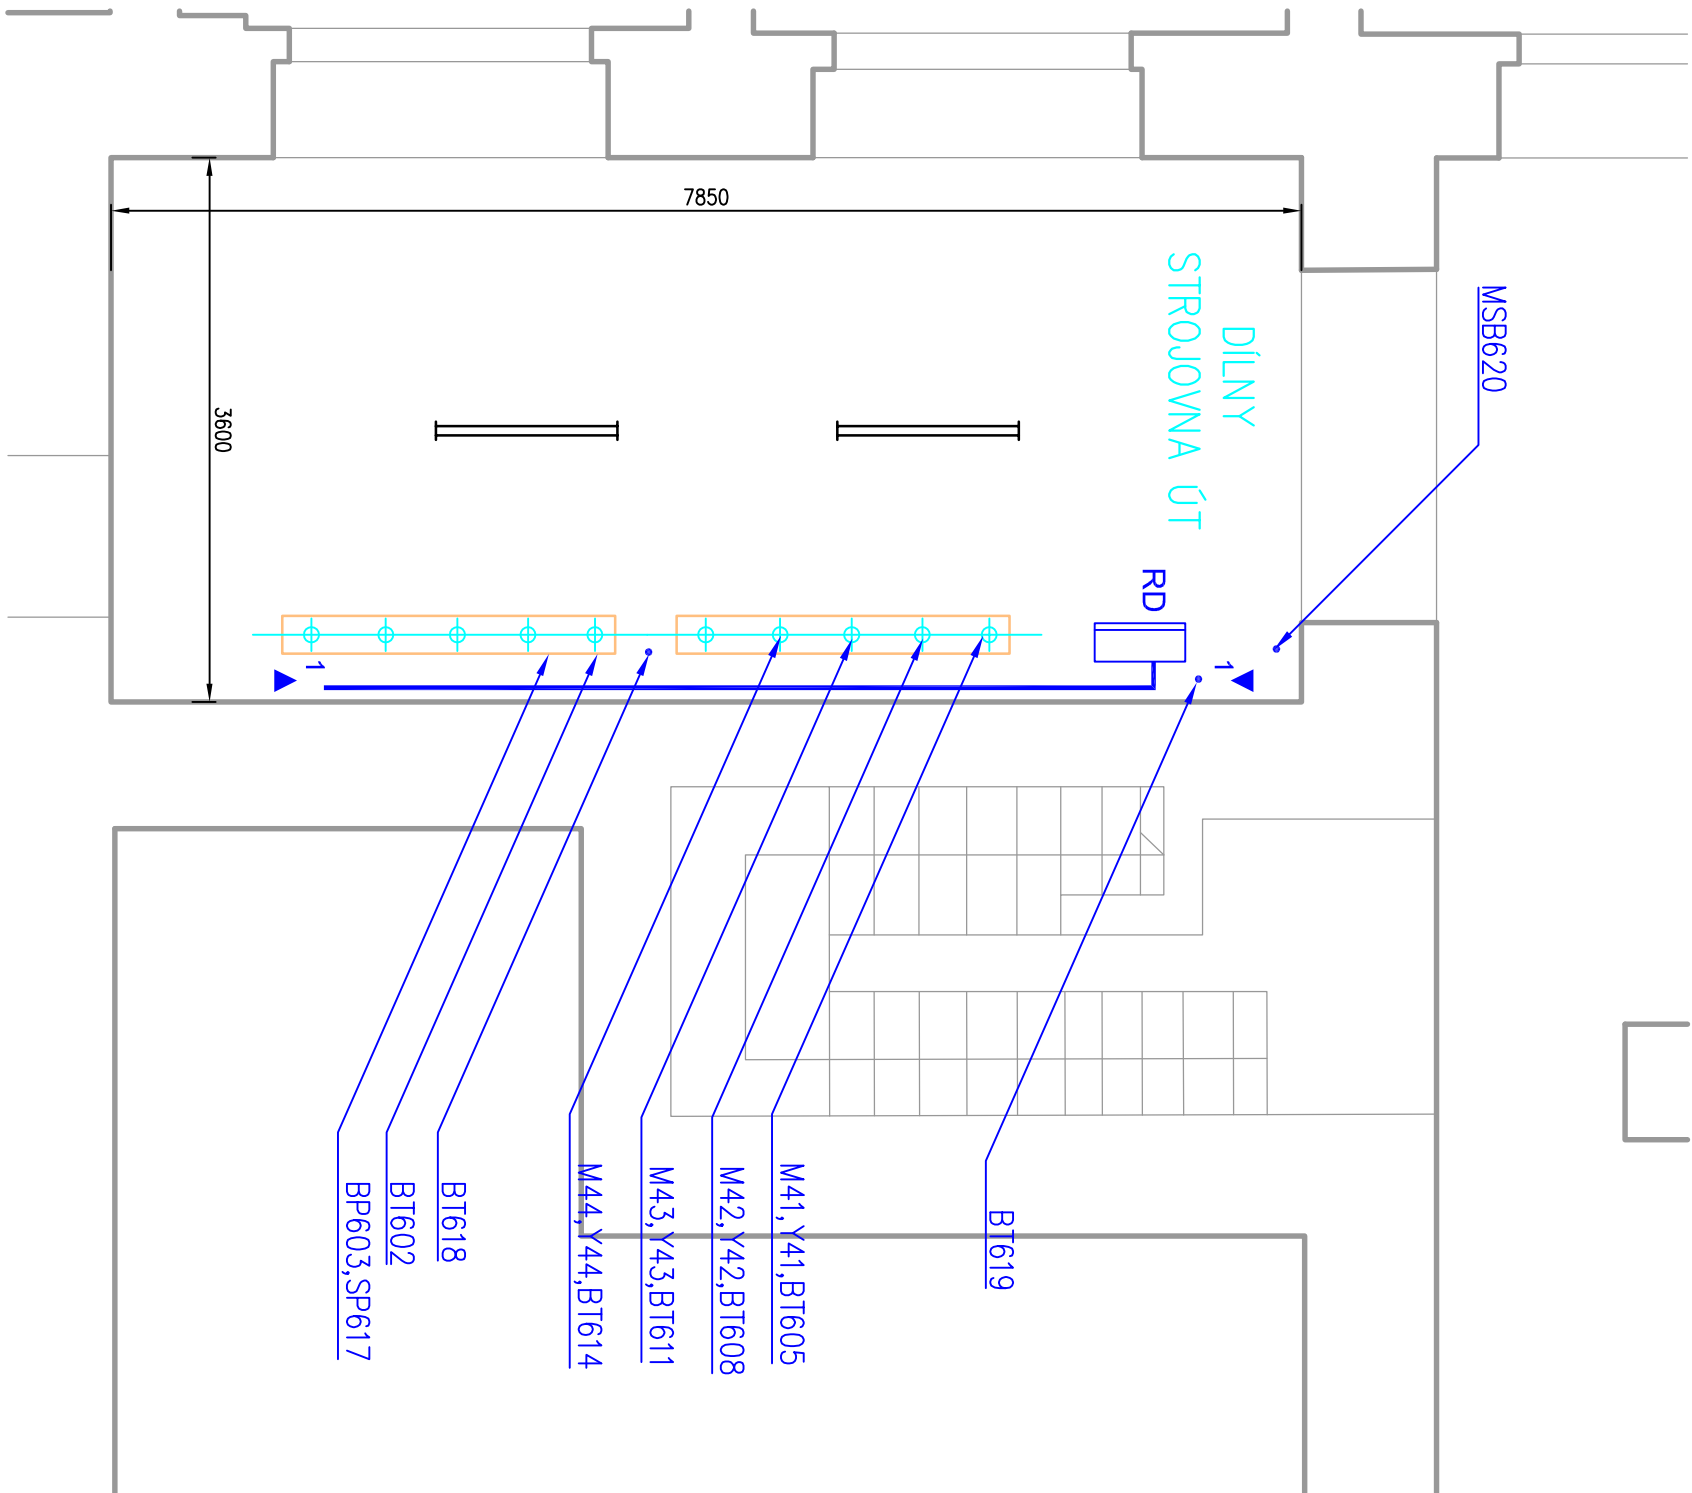 7850
3600
DÍLNY
STROJOVNA ÚT
MSB620
RD
1
1
BT619
M41,Y41,BT605
M42,Y42,BT608
M43,Y43,BT611
M44,Y44,BT614
BT618
BT602
BP603,SP617